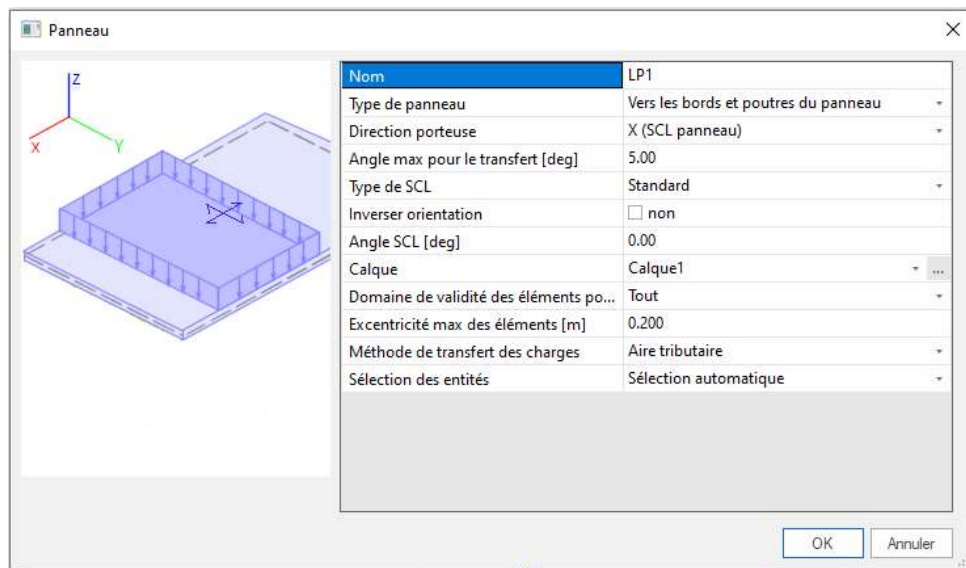 Panneau
Z
X
Y
Nom LP1
Type de panneau Vers les bords et poutres du panneau
Direction porteuse X (SCL panneau)
Angle max pour le transfert [deg] 5.00
Type de SCL Standard
Inverser orientation non
Angle SCL [deg] 0.00
Calque Calque1 ...
Domaine de validité des éléments po... Tout
Excentricité max des éléments [m] 0.200
Méthode de transfert des charges Aire tributaire
Sélection des entités Sélection automatique
OK Annuler